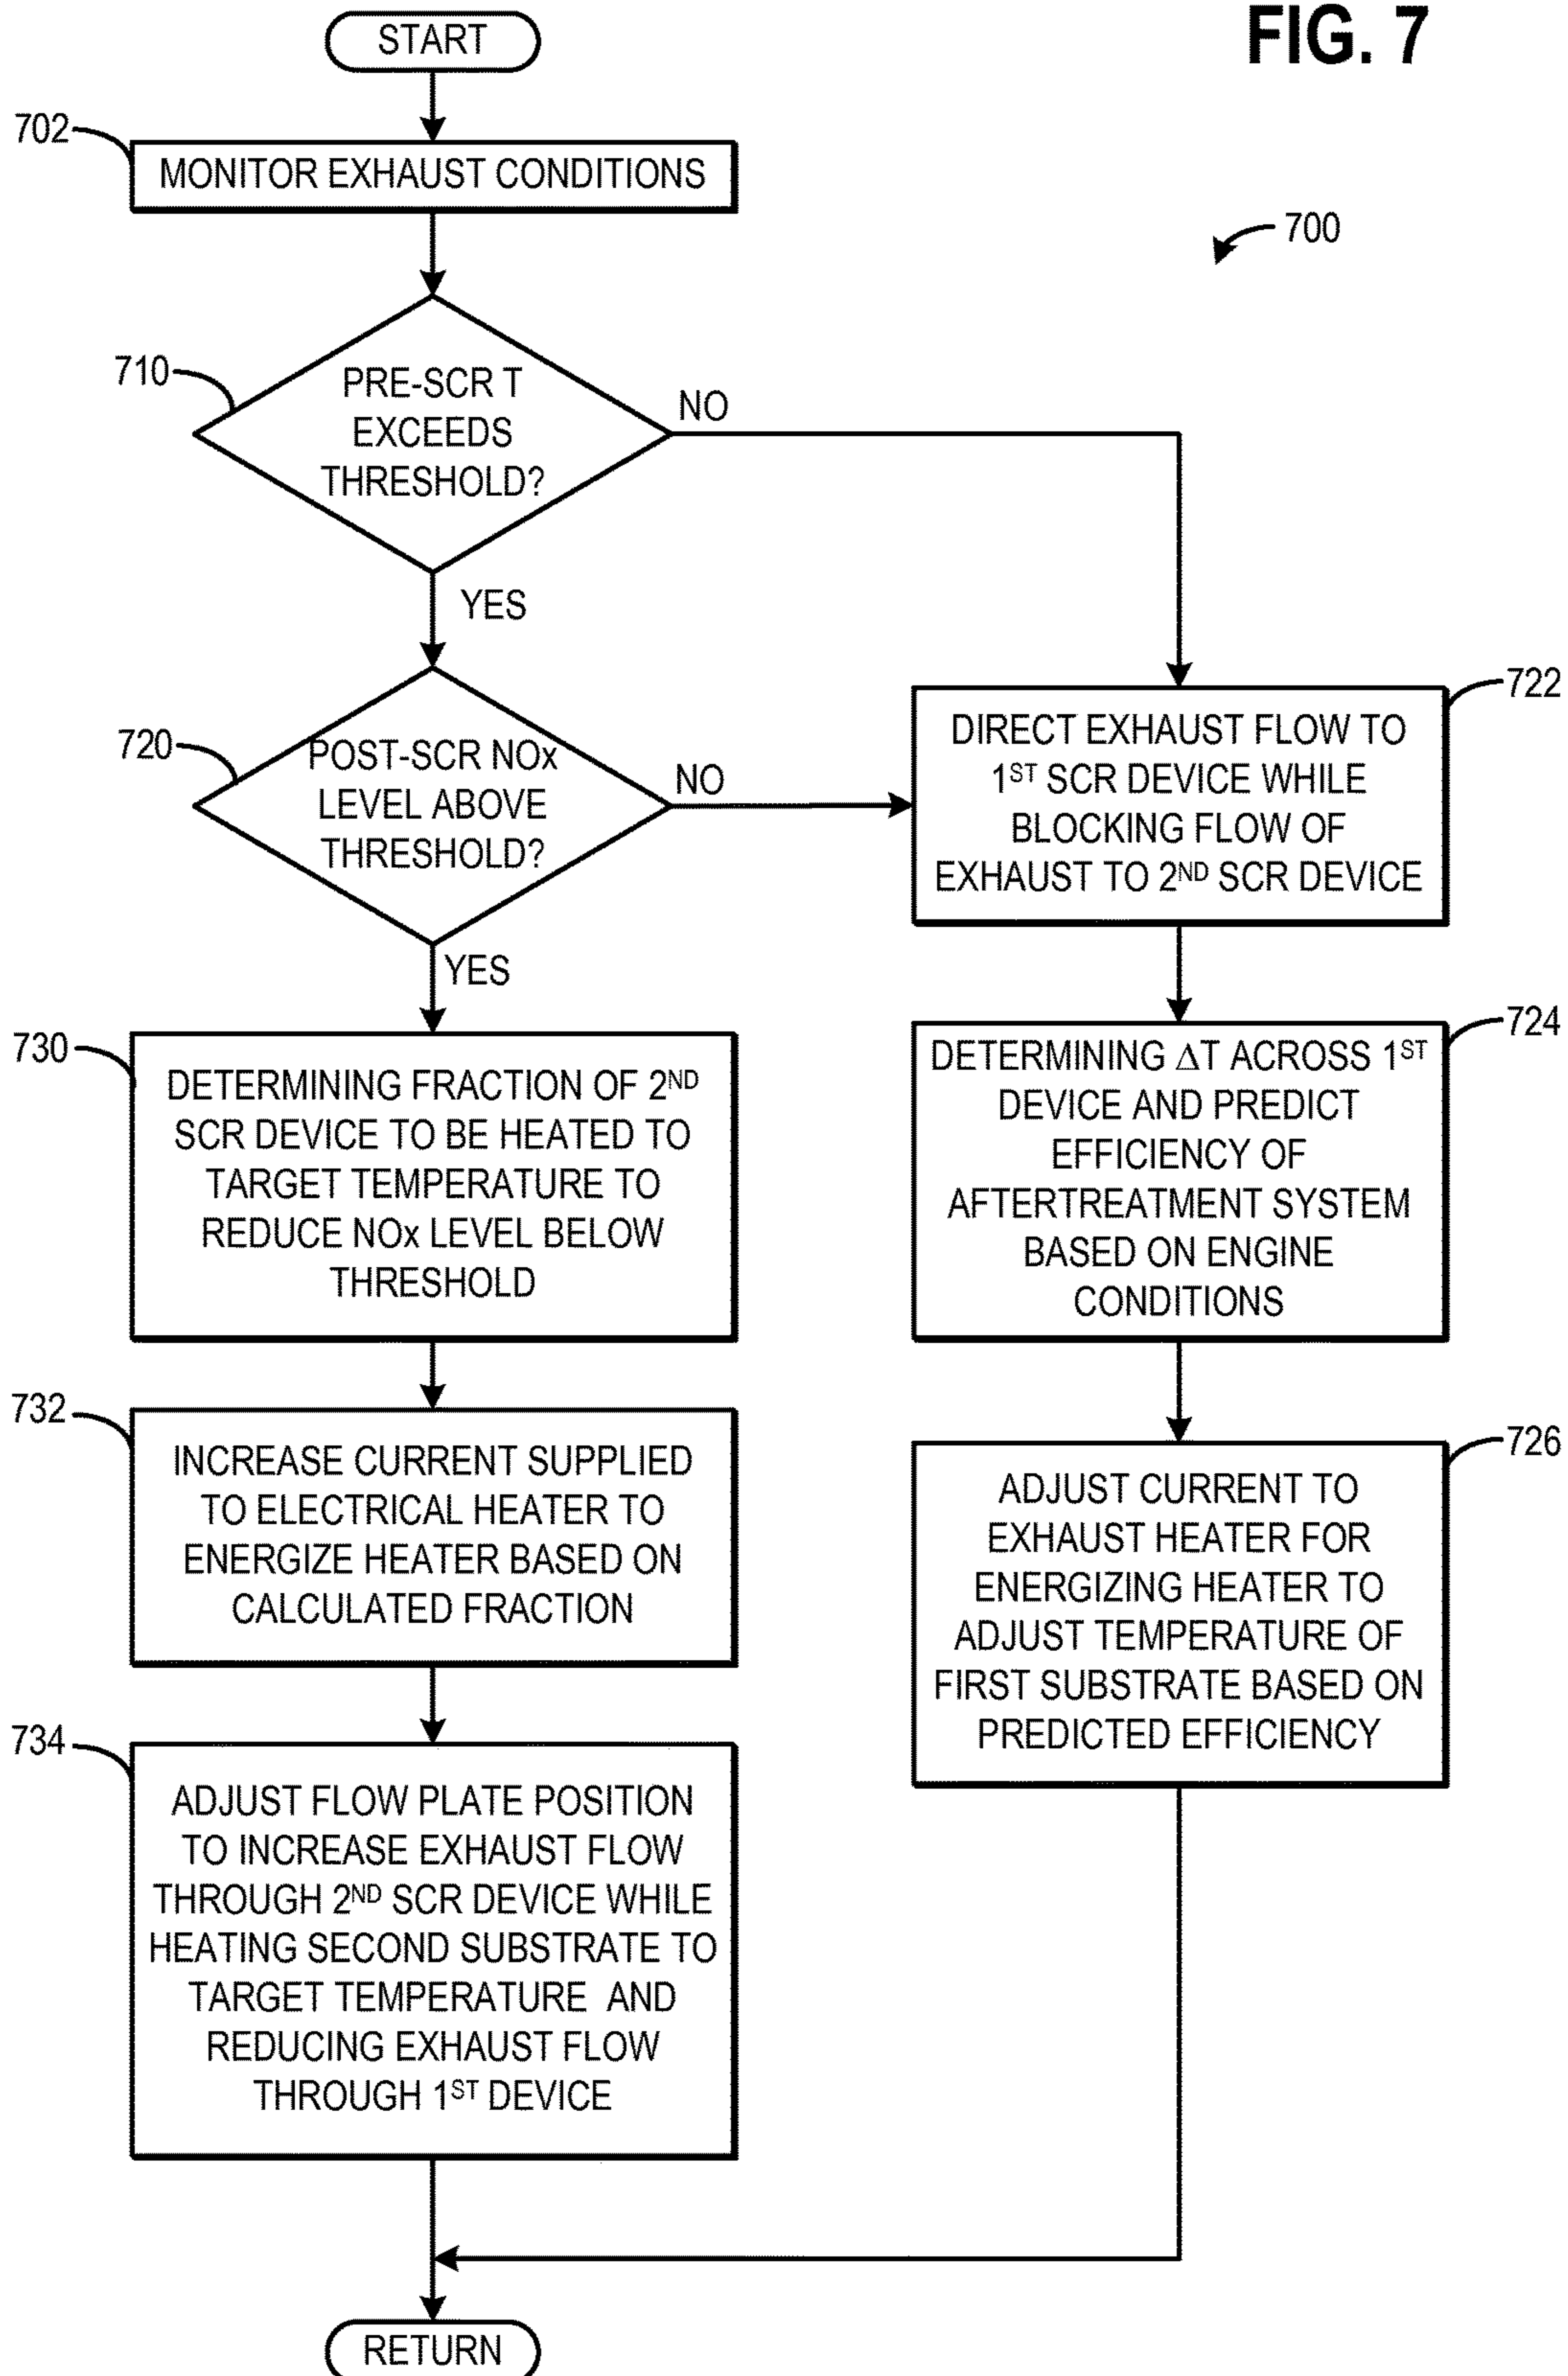 FIG. 7
START
702
MONITOR EXHAUST CONDITIONS
700
710
PRE-SCR T
EXCEEDS
THRESHOLD?
NO
YES
720
POST-SCR NOx
LEVEL ABOVE
THRESHOLD?
NO
YES
722
DIRECT EXHAUST FLOW TO
1ST SCR DEVICE WHILE
BLOCKING FLOW OF
EXHAUST TO 2ND SCR DEVICE
730
DETERMINING FRACTION OF 2ND
SCR DEVICE TO BE HEATED TO
TARGET TEMPERATURE TO
REDUCE NOx LEVEL BELOW
THRESHOLD
724
DETERMINING ΔT ACROSS 1ST
DEVICE AND PREDICT
EFFICIENCY OF
AFTERTREATMENT SYSTEM
BASED ON ENGINE
CONDITIONS
732
INCREASE CURRENT SUPPLIED
TO ELECTRICAL HEATER TO
ENERGIZE HEATER BASED ON
CALCULATED FRACTION
726
ADJUST CURRENT TO
EXHAUST HEATER FOR
ENERGIZING HEATER TO
ADJUST TEMPERATURE OF
FIRST SUBSTRATE BASED ON
PREDICTED EFFICIENCY
734
ADJUST FLOW PLATE POSITION
TO INCREASE EXHAUST FLOW
THROUGH 2ND SCR DEVICE WHILE
HEATING SECOND SUBSTRATE TO
TARGET TEMPERATURE AND
REDUCING EXHAUST FLOW
THROUGH 1ST DEVICE
RETURN